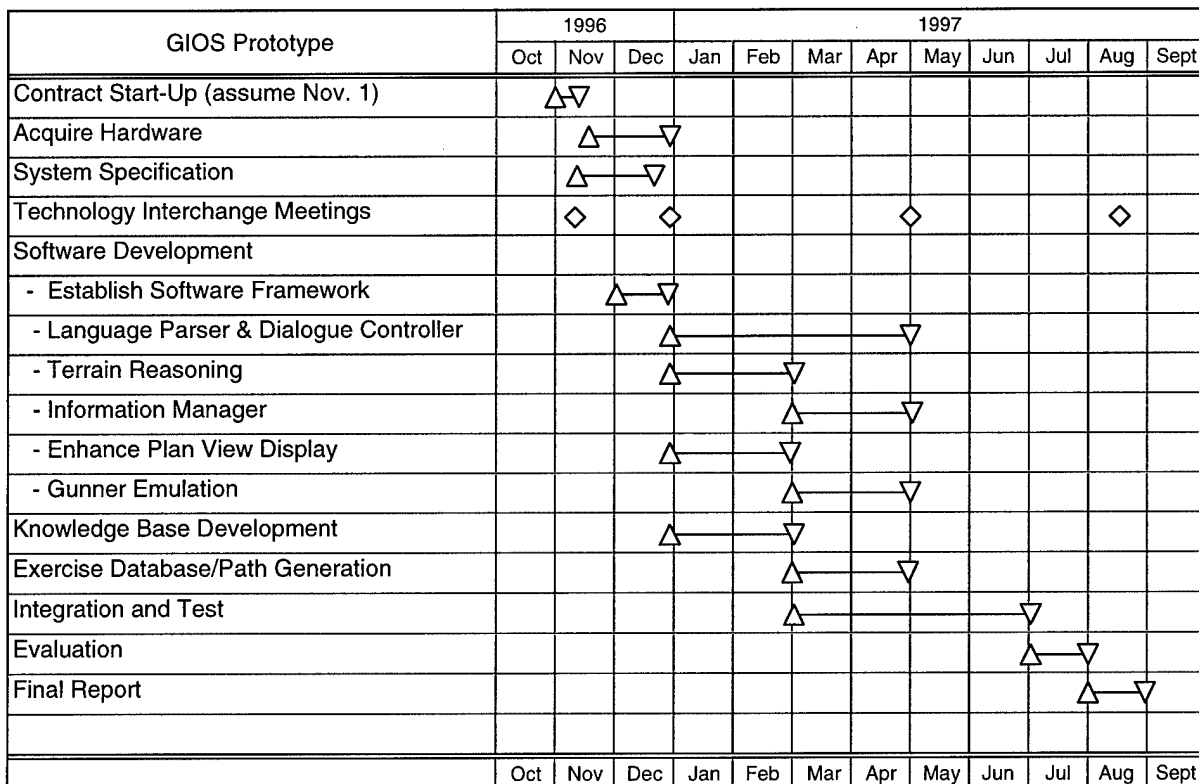 GIOS Prototype 1996 1997
Oct Nov Dec Jan Feb Mar Apr May Jun Jul Aug Sept
Contract Start-Up (assume Nov. 1)
Acquire Hardware
System Specification
Technology Interchange Meetings
Software Development
- Establish Software Framework
- Language Parser & Dialogue Controller
- Terrain Reasoning
- Information Manager
- Enhance Plan View Display
- Gunner Emulation
Knowledge Base Development
Exercise Database/Path Generation
Integration and Test
Evaluation
Final Report
Oct Nov Dec Jan Feb Mar Apr May Jun Jul Aug Sept